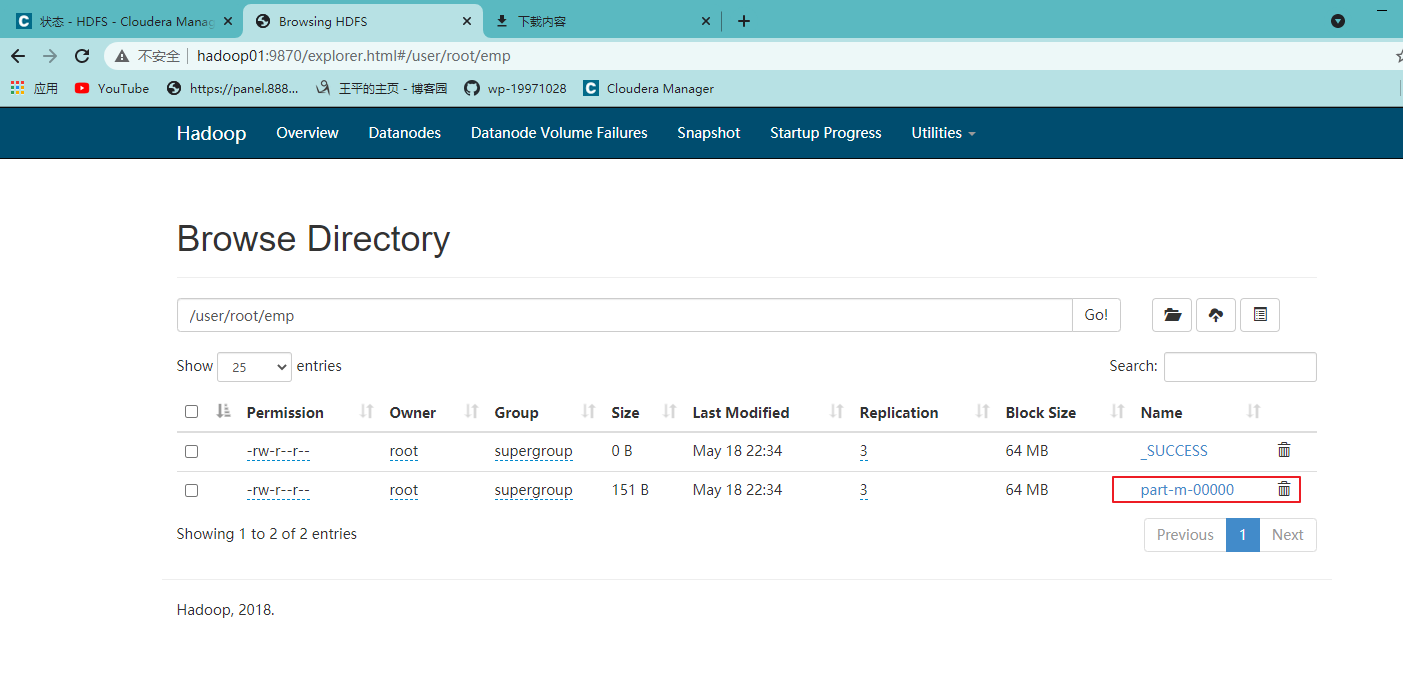 状态 - HDFS - Cloudera Manag Browsing HDFS 下载内容
不安全 hadoop01:9870/explorer.html#/user/root/emp
应用 YouTube https://panel.888... 王平的主页 - 博客园 wp-19971028 Cloudera Manager
Hadoop Overview Datanodes Datanode Volume Failures Snapshot Startup Progress Utilities
Browse Directory
/user/root/emp Go!
Show 25 entries Search:
Permission Owner Group Size Last Modified Replication Block Size Name
-rw-r--r-- root supergroup 0 B May 18 22:34 3 64 MB _SUCCESS
-rw-r--r-- root supergroup 151 B May 18 22:34 3 64 MB part-m-00000
Showing 1 to 2 of 2 entries Previous 1 Next
Hadoop, 2018.